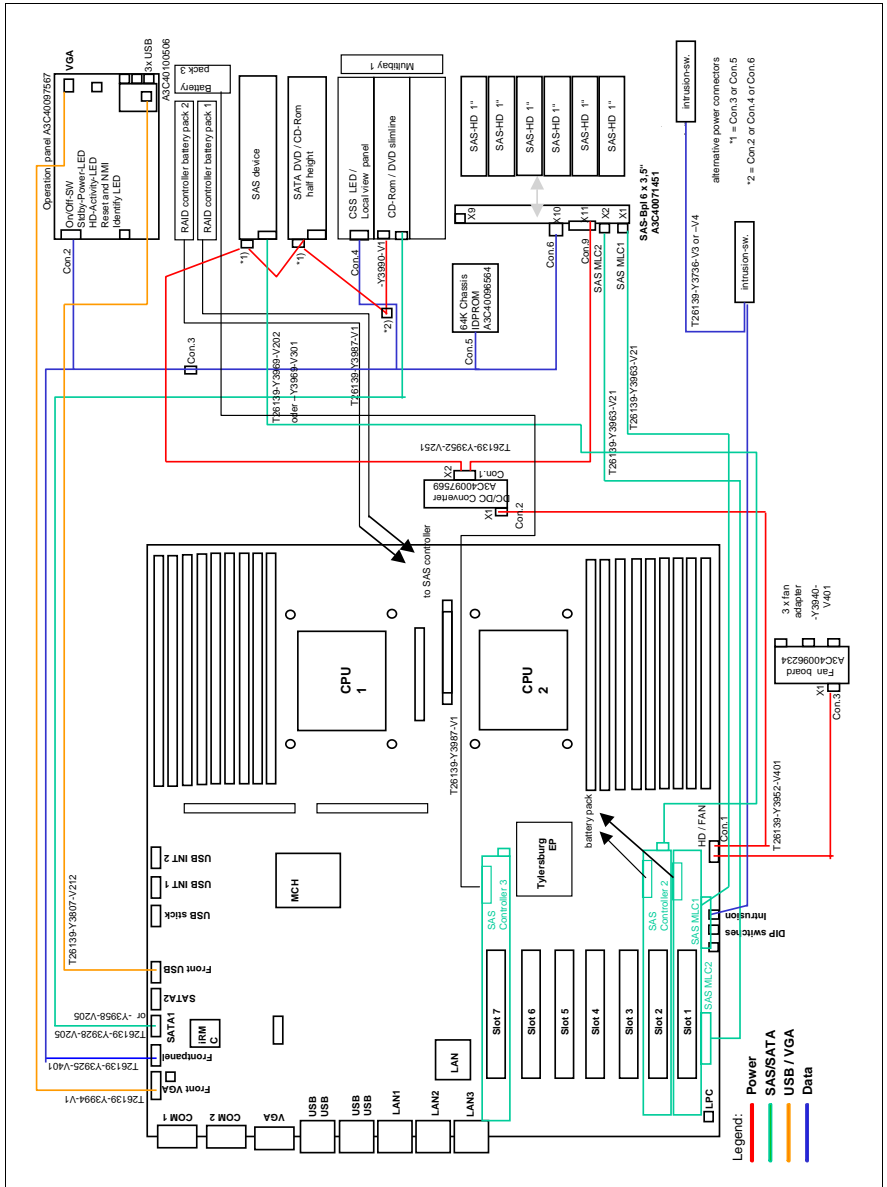 Operation panel A3C40097567
On/Off-SW
Stdby-Power-LED
HD-Activity-LED
Reset and NMI
Identify LED
VGA
3x USB
A3C40100506
Battery
pack 3
RAID controller battery pack 2
RAID controller battery pack 1
SAS device
SATA DVD / CD-Rom
half height
Multibay 1
CSS LED /
Local view panel
CD-Rom / DVD slimline
SAS-HD 1"
SAS-HD 1"
SAS-HD 1"
SAS-HD 1"
SAS-HD 1"
SAS-HD 1"
X9
X10
X11
X2
X1
SAS-Bpl 6 x 3,5"
A3C40071451
intrusion-sw.
alternative power connectors
*1 = Con.3 or Con.5
*2 = Con.2 or Con.4 or Con.6
intrusion-sw.
T26139-Y3736-V3 or –V4
Con.2
Con.3
*1)
*1)
Con.4
-Y3990-V1
*2)
64K Chassis
IDPROM
A3C40096564
Con.5
Con.6
Con.9
SAS MLC2
SAS MLC1
T26139-Y3969-V202
oder –Y3969-V301
T26139-Y3987-V1
T26139-Y3963-V21
T26139-Y3963-V21
T26139-Y3952-V251
X2
Con.1
DC/DC Converter
A3C40097569
X1
Con.2
to SAS controller
CPU
1
CPU
2
T26139-Y3987-V1
3 x fan
adapter
-Y3940-
V401
Fan board
A3C40096234
X1
Con.3
T26139-Y3952-V401
Con.1
HD / FAN
battery pack
Tylersburg
EP
MCH
USB INT 2
USB INT 1
USB stick
T26139-Y3807-V212
Front USB
SATA2
SATA1
T26139-Y3928-V205 or
- Y3958-V205
Frontpanel
T26139-Y3925-V401
Front VGA
T26139-Y3994-V1
iRM
C
LAN
SAS
Controller 3
SAS
Controller 2
SAS MLC1
SAS MLC2
Intrusion
DIP switches
Slot 7
Slot 6
Slot 5
Slot 4
Slot 3
Slot 2
Slot 1
LPC
COM 1
COM 2
VGA
USB
USB
USB
USB
LAN1
LAN2
LAN3
Legend:
Power
SAS/SATA
USB / VGA
Data